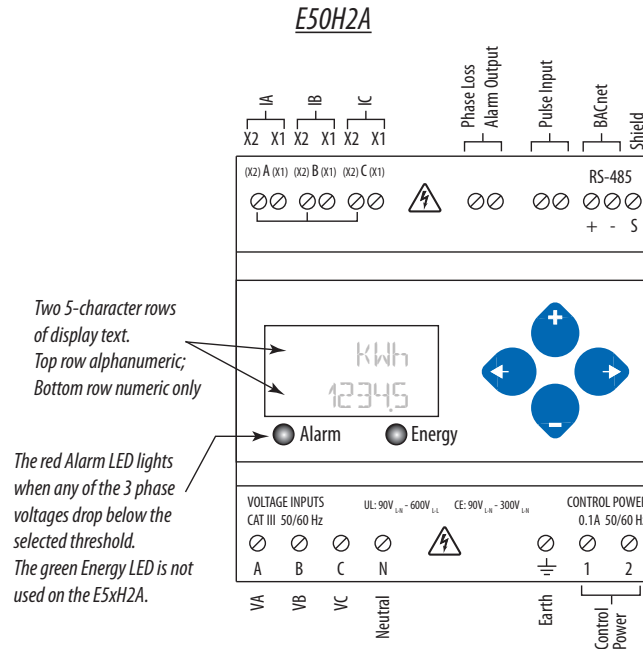 E50H2A
IA IB IC
X2 X1 X2 X1 X2 X1
Phase Loss
Alarm Output
Pulse Input
BACnet
Shield
(X2) A (X1) (X2) B (X1) (X2) C (X1)
RS-485
+ - S
Two 5-character rows
of display text.
Top row alphanumeric;
Bottom row numeric only
KWh
1234.5
+
-
Alarm
Energy
The red Alarm LED lights
when any of the 3 phase
voltages drop below the
selected threshold.
The green Energy LED is not
used on the E5xH2A.
VOLTAGE INPUTS
CAT III 50/60 Hz
UL: 90V L-N - 600V L-L CE: 90V L-N - 300V L-N
CONTROL POWER
0.1A 50/60 H
A B C N 1 2
VA VB VC Neutral Earth
Control
Power